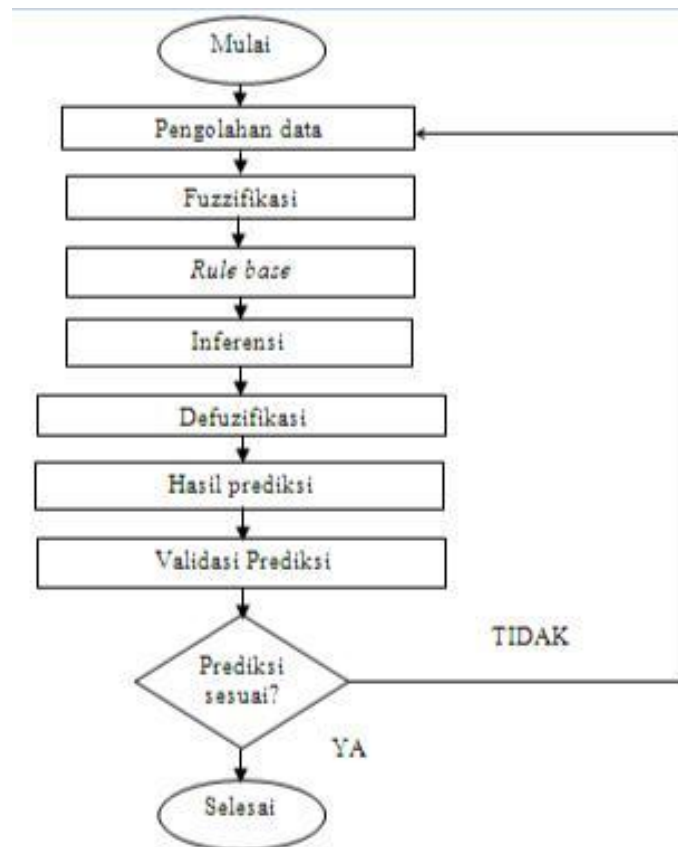 Mulai
Pengolahan data
Fuzzifikasi
Rule base
Inferensi
Defuzifikasi
Hasil prediksi
Validasi Prediksi
TIDAK
Prediksi
sesuai?
YA
Selesai